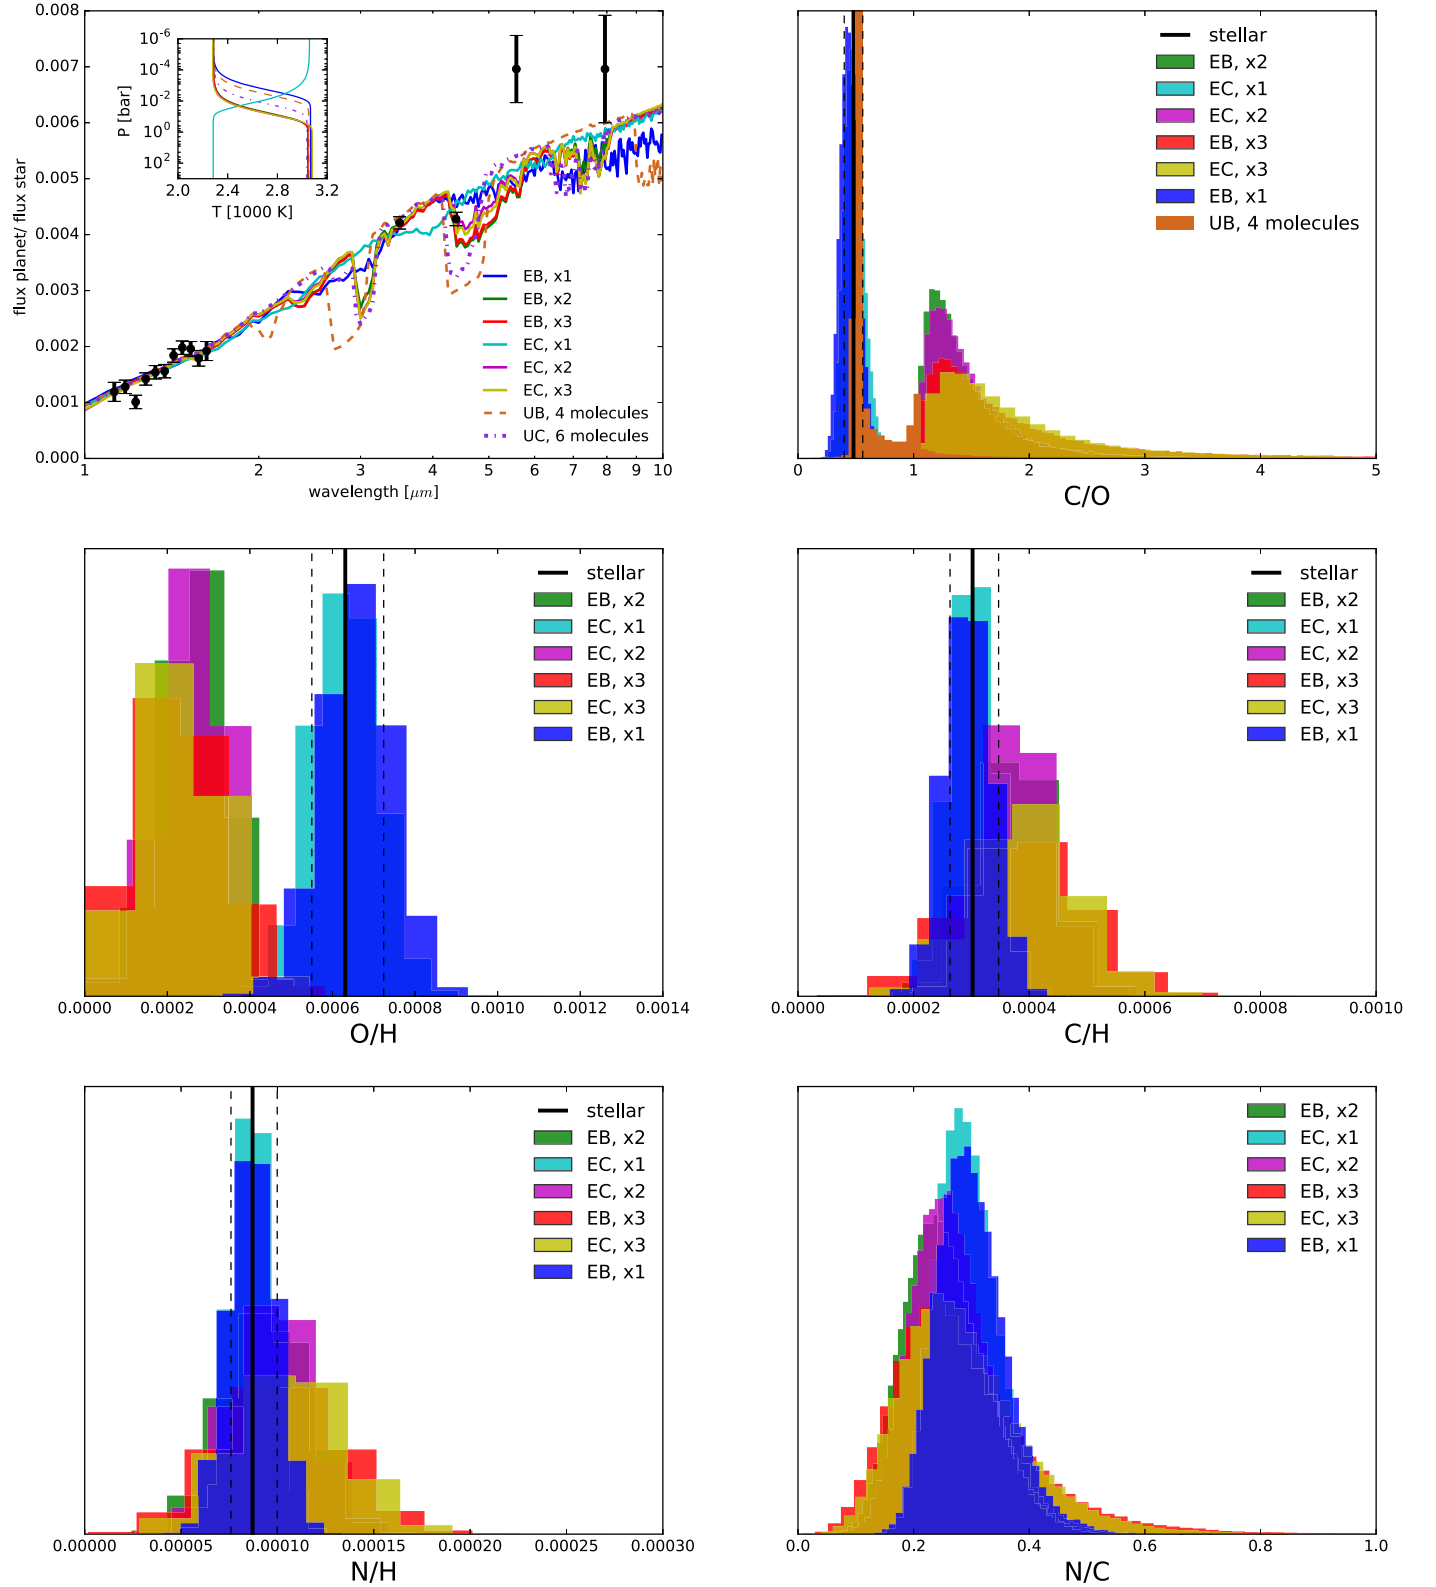 0.008
0.007
0.006
0.005
0.004
0.003
0.002
0.001
0.000
flux planet/ flux star
10⁻⁶
10⁻⁴
10⁻²
10⁰
10²
P [bar]
2.0 2.4 2.8 3.2
T [1000 K]
EB, x1
EB, x2
EB, x3
EC, x1
EC, x2
EC, x3
UB, 4 molecules
UC, 6 molecules
1 2 3 4 5 6 7 8 9 10
wavelength [μm]
stellar
EB, x2
EC, x1
EC, x2
EB, x3
EC, x3
EB, x1
UB, 4 molecules
0 1 2 3 4 5
C/O
stellar
EB, x2
EC, x1
EC, x2
EB, x3
EC, x3
EB, x1
0.0000 0.0002 0.0004 0.0006 0.0008 0.0010 0.0012 0.0014
O/H
stellar
EB, x2
EC, x1
EC, x2
EB, x3
EC, x3
EB, x1
0.0000 0.0002 0.0004 0.0006 0.0008 0.0010
C/H
stellar
EB, x2
EC, x1
EC, x2
EB, x3
EC, x3
EB, x1
0.00000 0.00005 0.00010 0.00015 0.00020 0.00025 0.00030
N/H
EB, x2
EC, x1
EC, x2
EB, x3
EC, x3
EB, x1
0.0 0.2 0.4 0.6 0.8 1.0
N/C